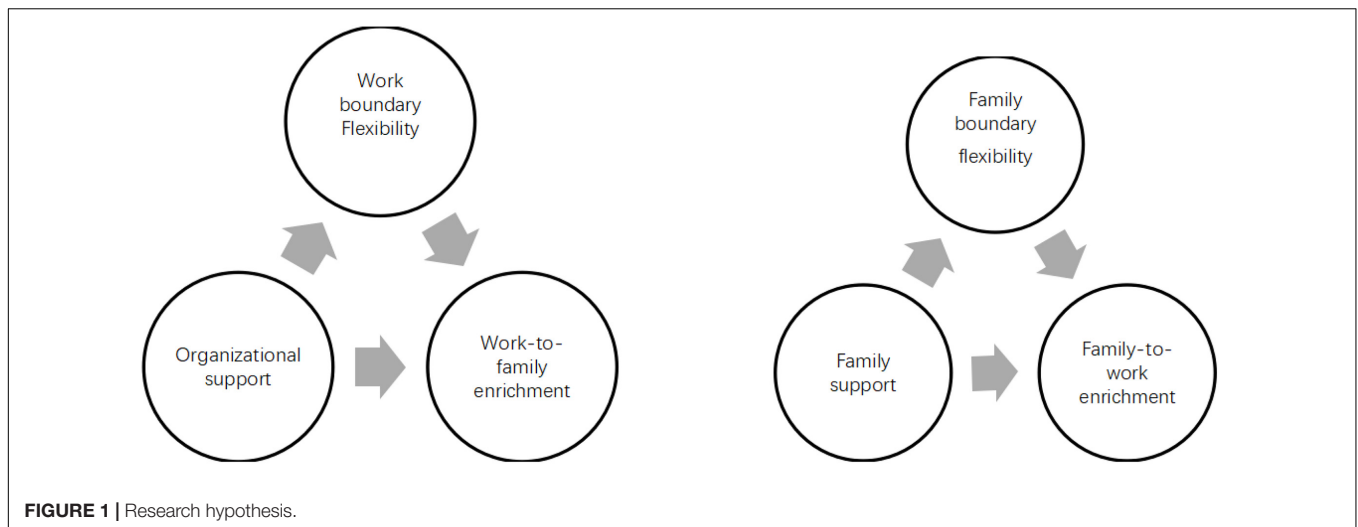 Work
boundary
Flexibility
Organizational
support
Work-to-
family
enrichment
Family
boundary
flexibility
Family
support
Family-to-
work
enrichment
FIGURE 1 | Research hypothesis.